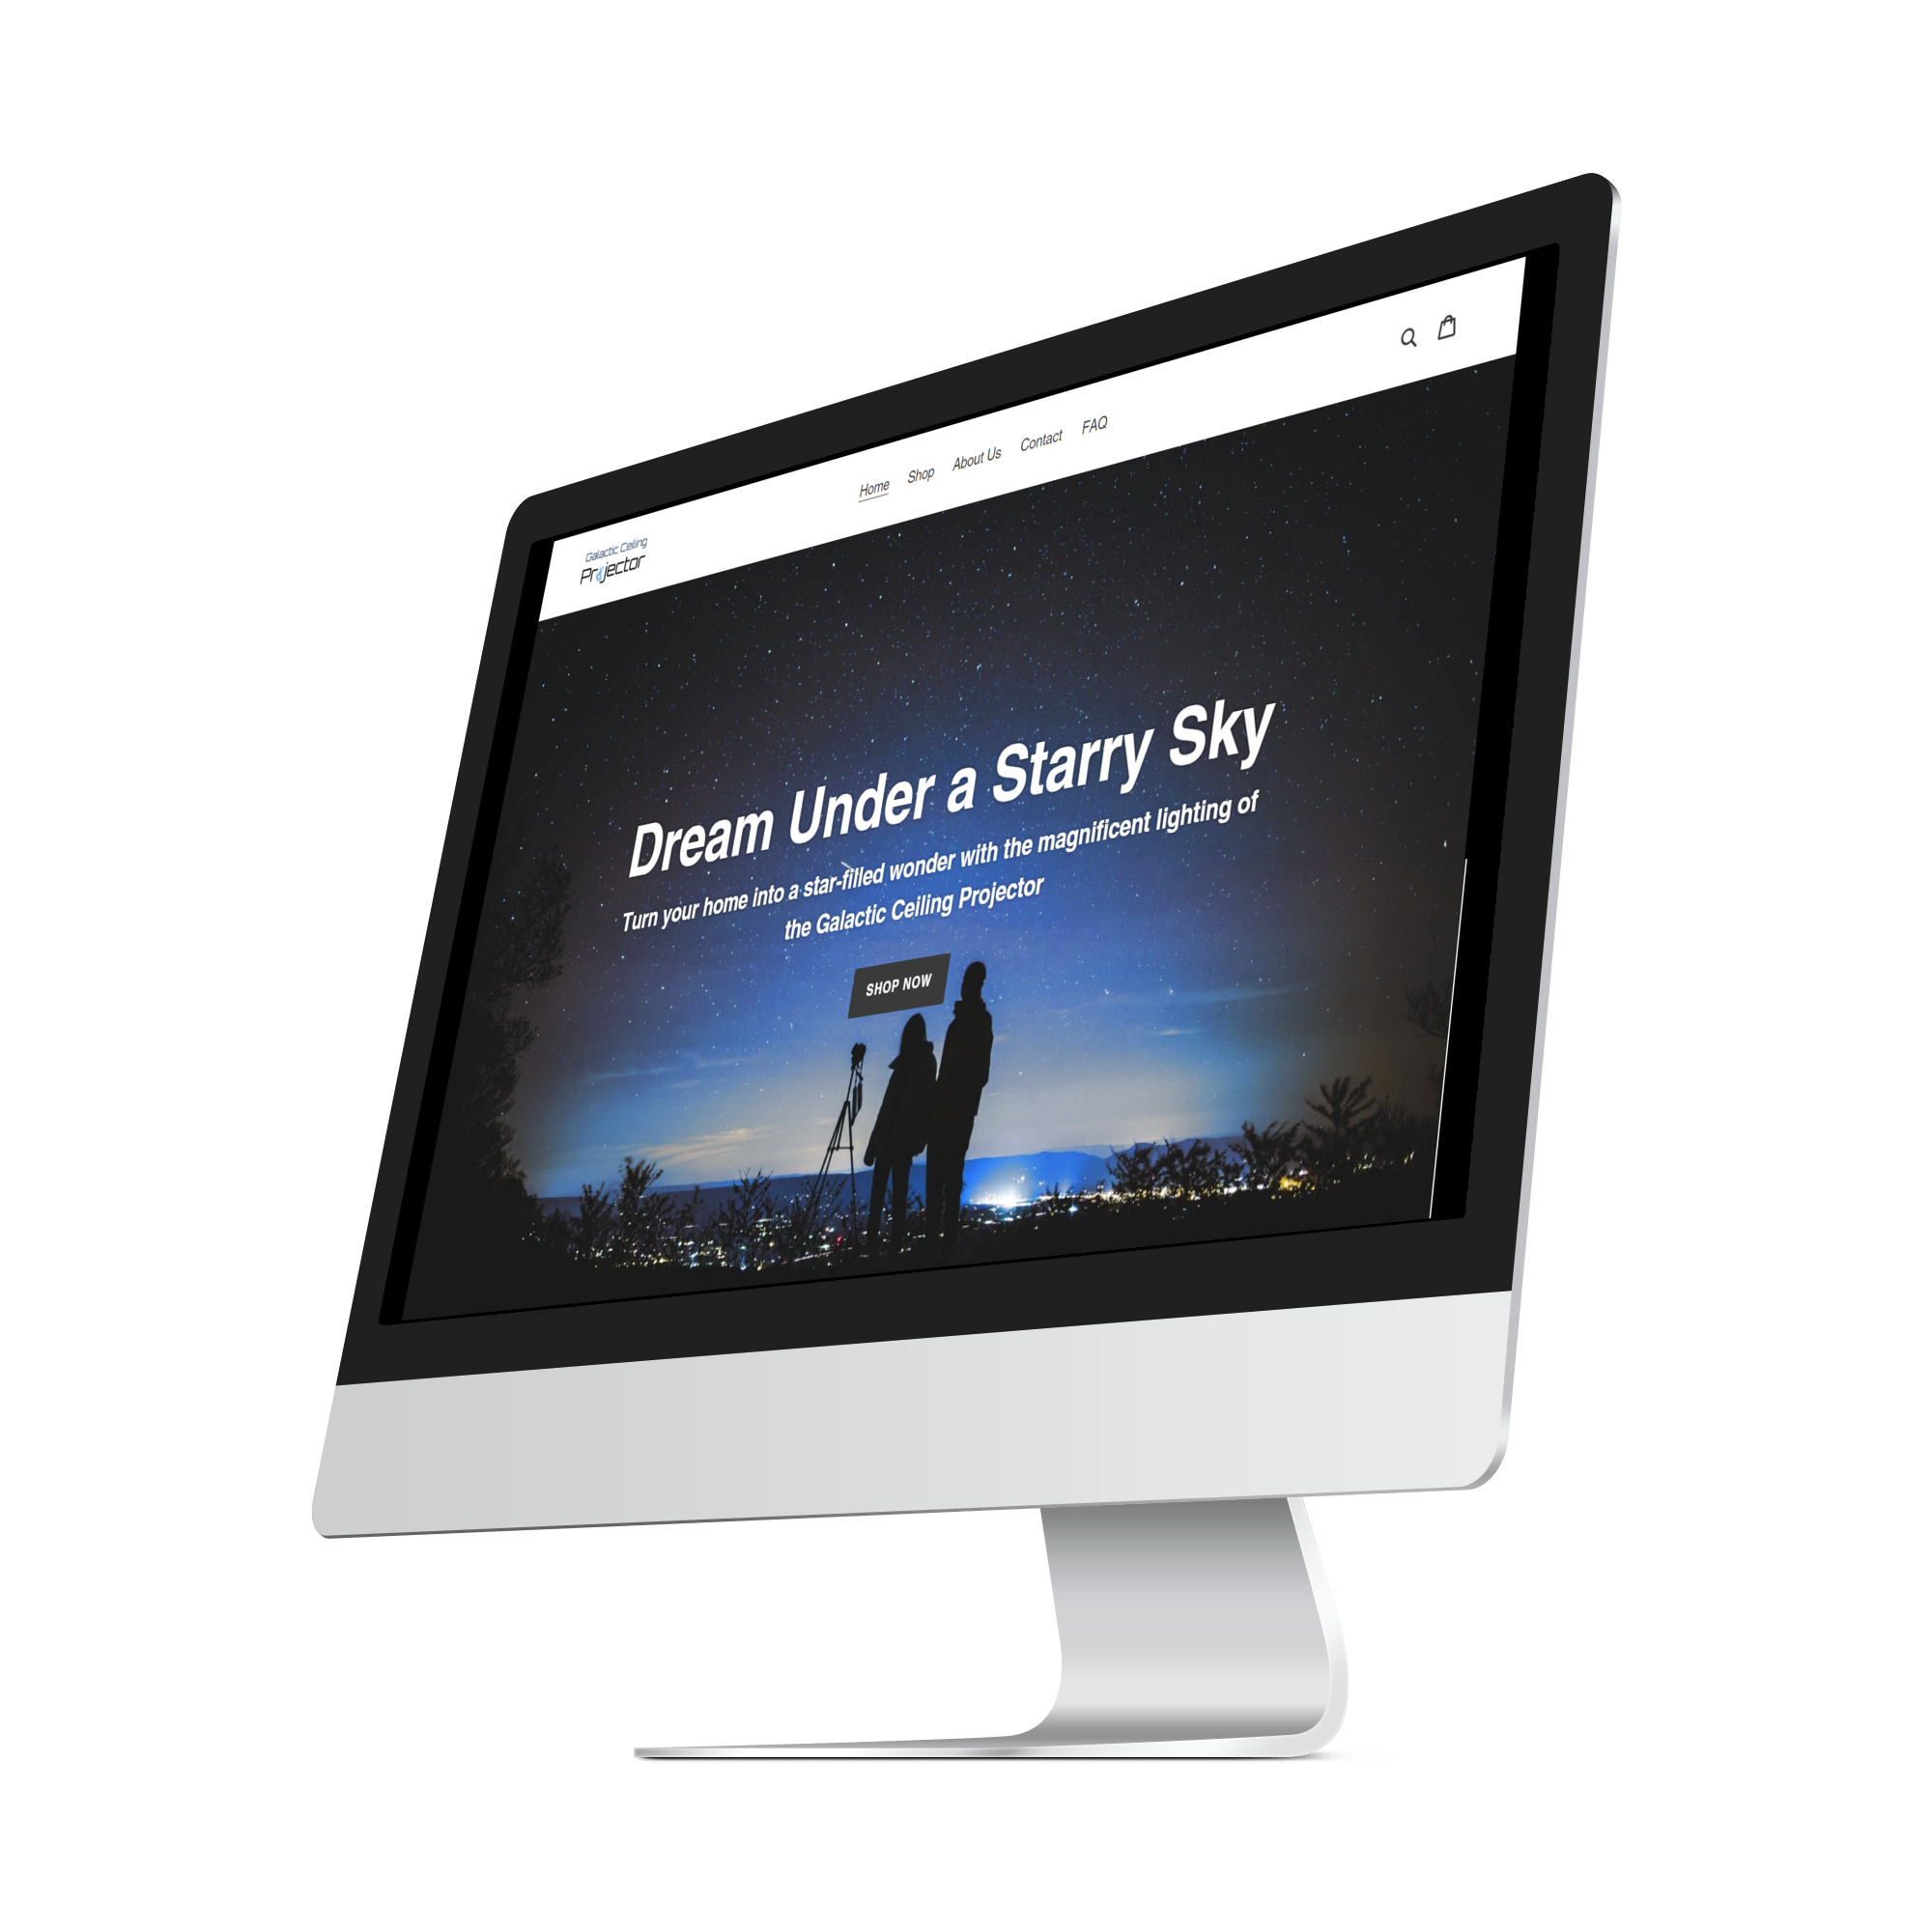 Galactic Ceiling
Projector
Home Shop About Us Contact FAQ
Dream Under a Starry Sky
Turn your home into a star-filled wonder with the magnificent lighting of
the Galactic Ceiling Projector
SHOP NOW